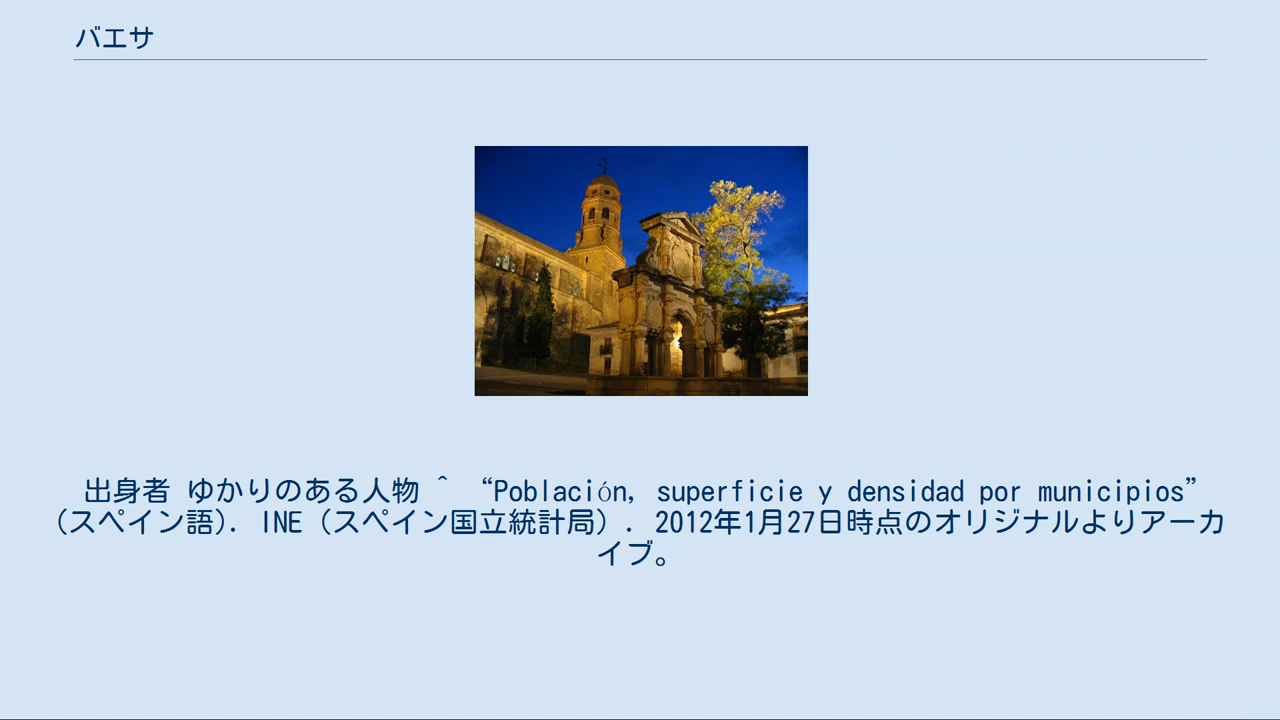 バエサ
出身者 ゆかりのある人物 ^ “Población, superficie y densidad por municipios”
(スペイン語). INE (スペイン国立統計局) . 2012年1月27日時点のオリジナルよりアーカ
イブ。